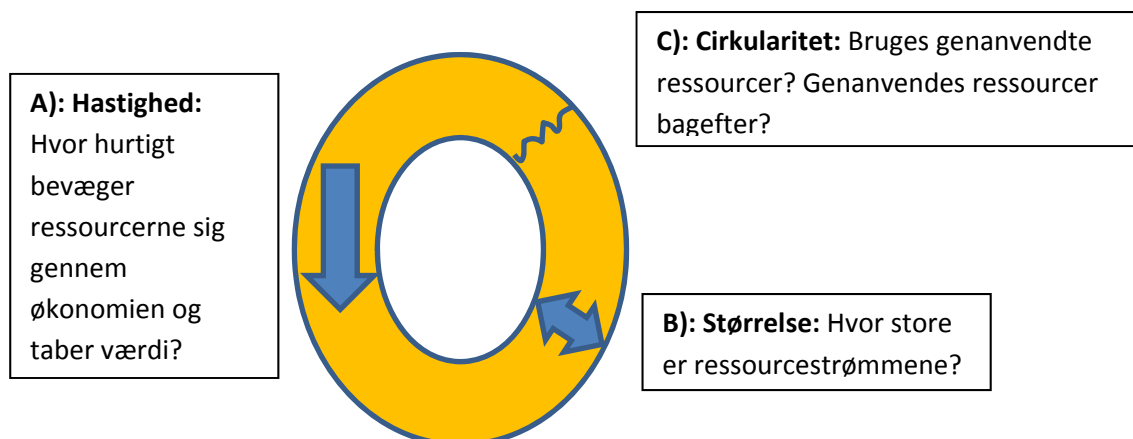 A): Hastighed:
Hvor hurtigt
bevæger
ressourcerne sig
gennem
økonomien og
taber værdi?
C): Cirkularitet: Bruges genanvendte
ressourcer? Genanvendes ressourcer
bagefter?
B): Størrelse: Hvor store
er ressourcestrømmene?